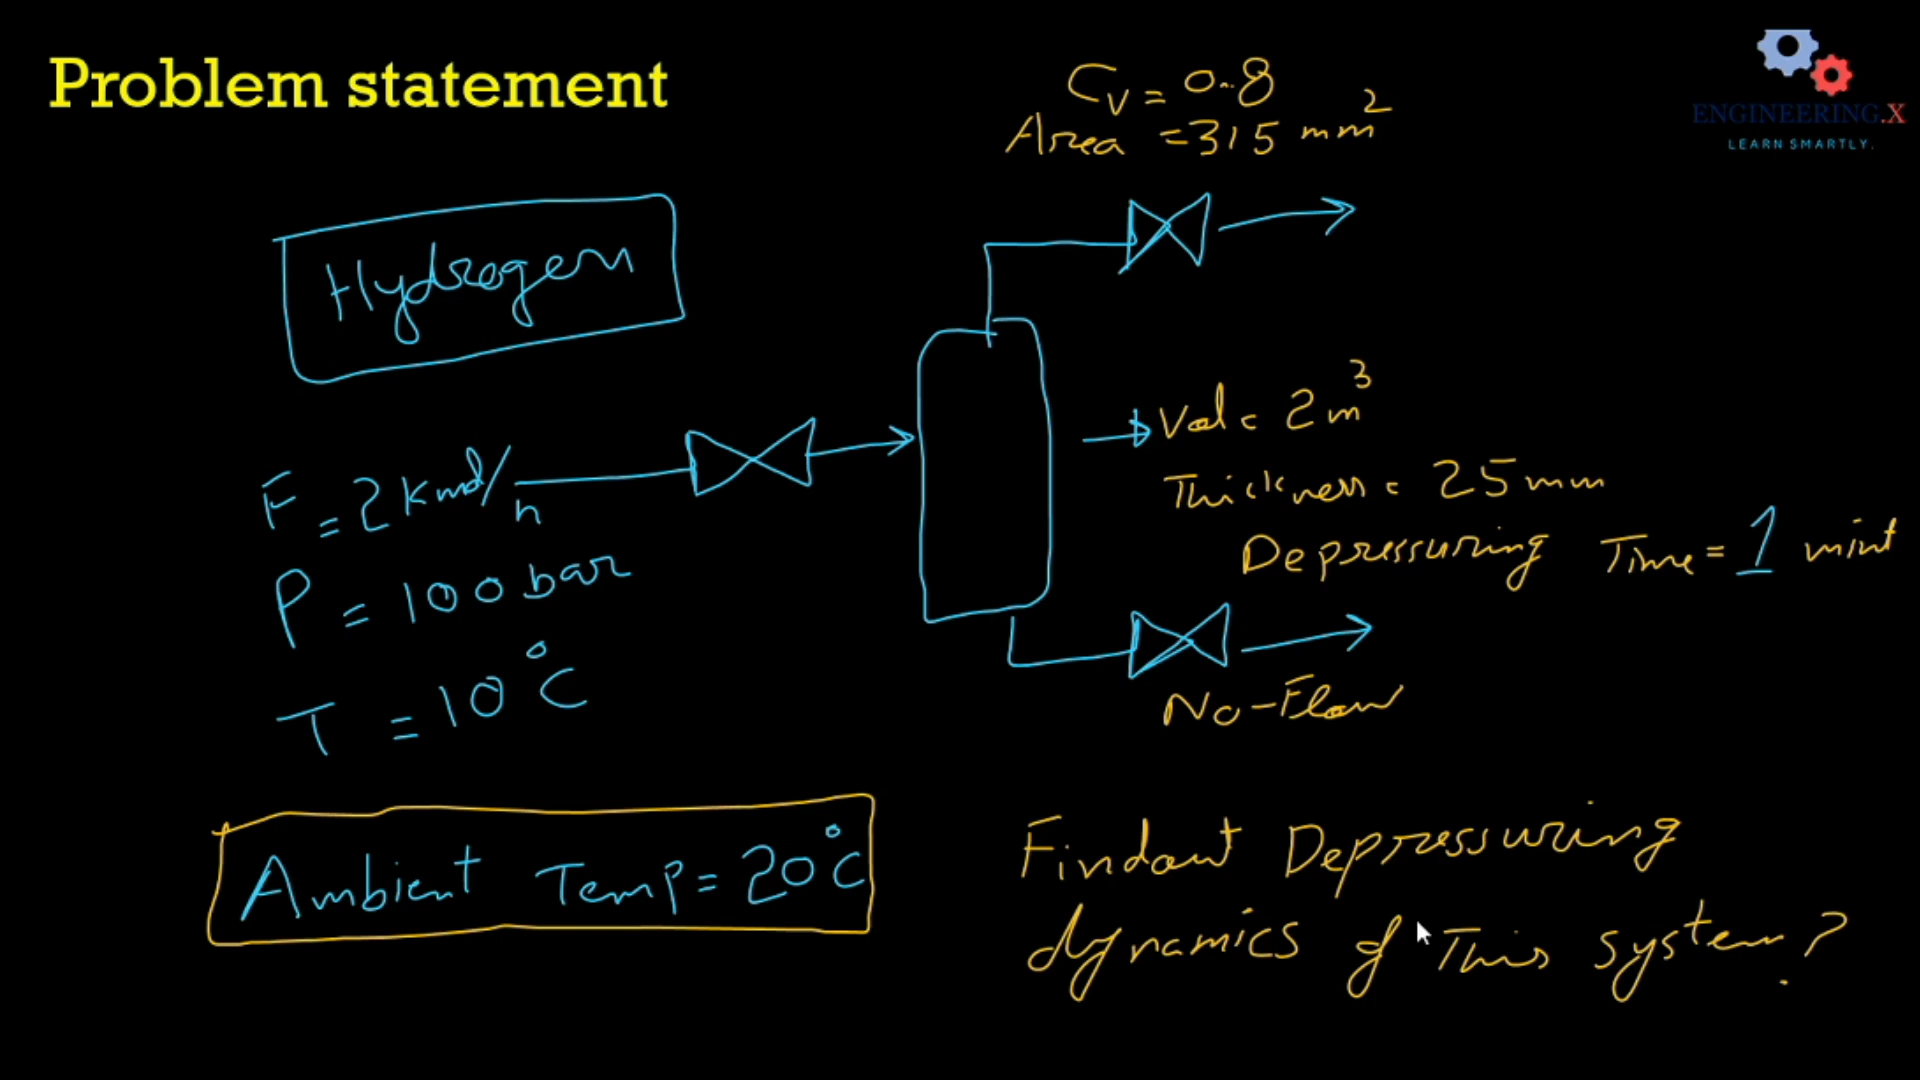 Problem statement
ENGINEERING.X
LEARN SMARTLY.
Cv = 0.8
Area = 315 mm²
Hydrogen
Vol = 2 m³
Thickness = 25 mm
Depressuring Time = 1 mint
F = 2 Kmol/h
P = 100 bar
T = 10°C
No-Flow
Ambient Temp = 20°C
Findout Depressuring
dynamics of This system?